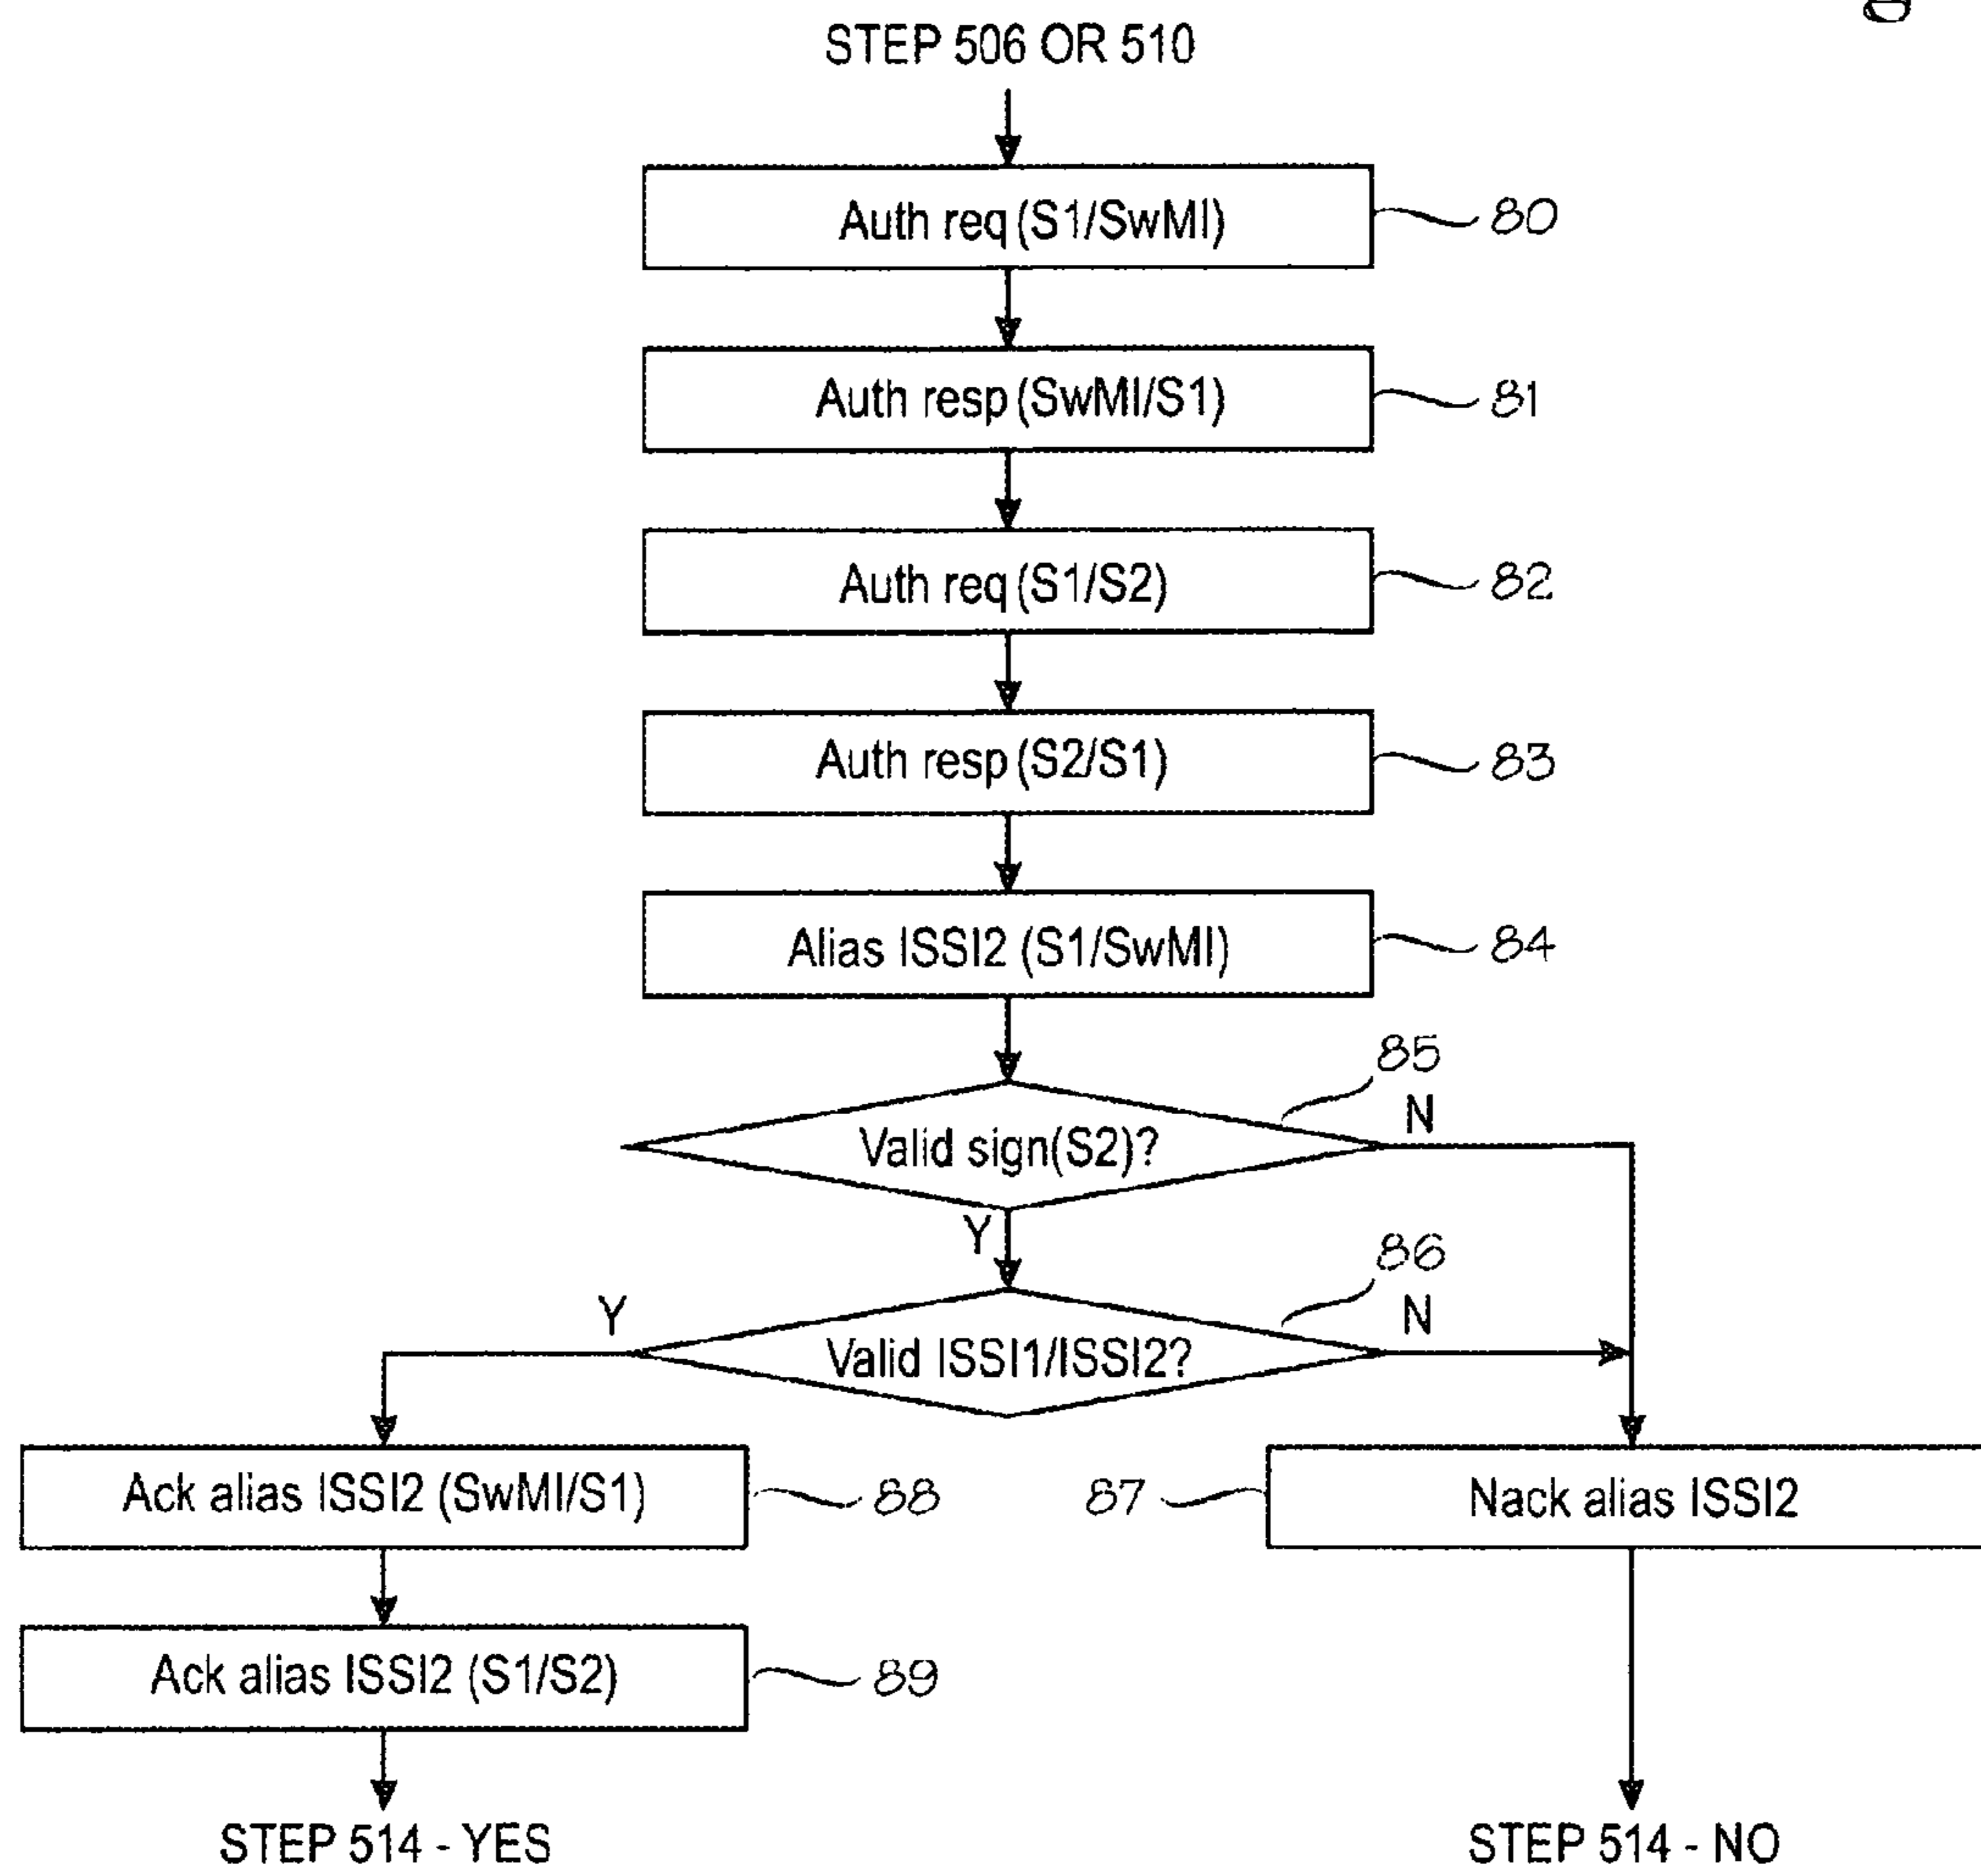 STEP 506 OR 510
Auth req (S1/SwMI)
80
Auth resp (SwMI/S1)
81
Auth req (S1/S2)
82
Auth resp (S2/S1)
83
Alias ISSI2 (S1/SwMI)
84
85
Valid sign(S2)?
N
Y
86
Y
Valid ISSI1/ISSI2?
N
Ack alias ISSI2 (SwMI/S1)
88
87
Nack alias ISSI2
Ack alias ISSI2 (S1/S2)
89
STEP 514 - YES
STEP 514 - NO